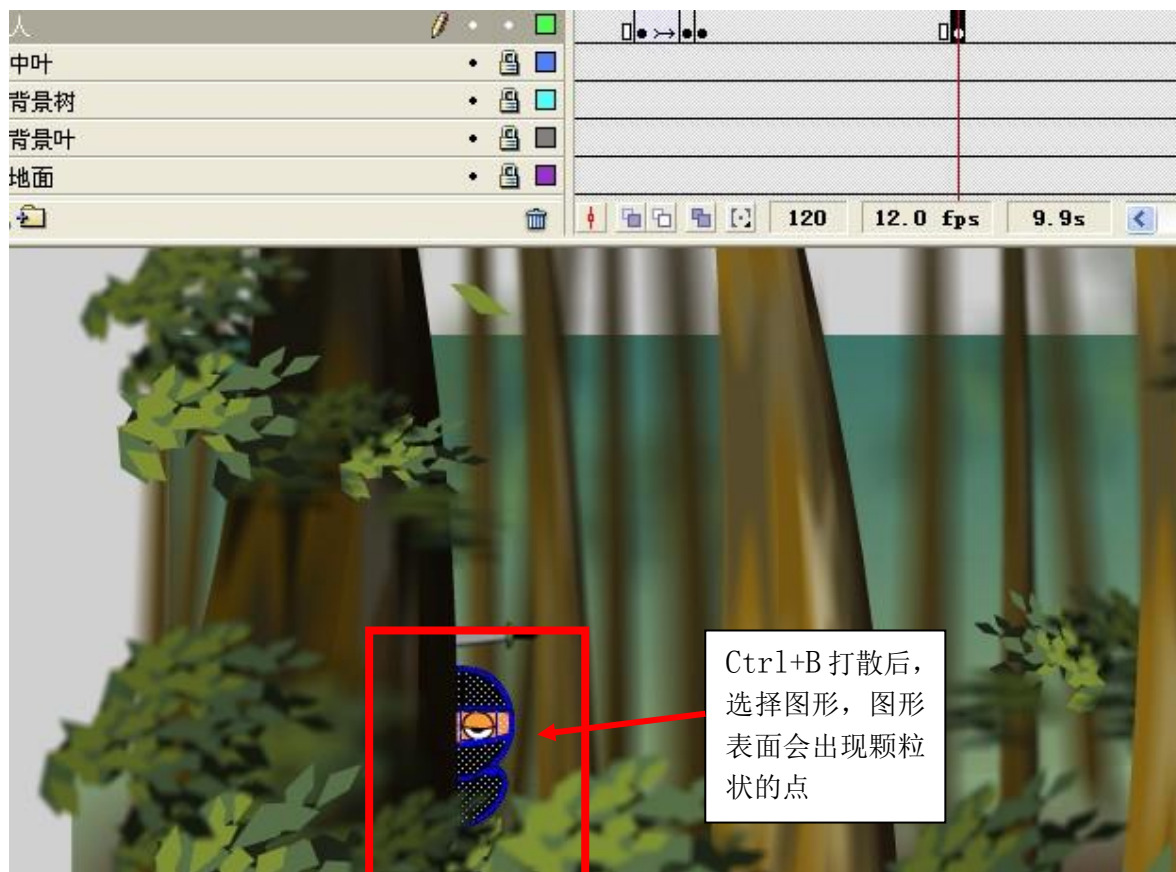 人
中叶
背景树
背景叶
地面
120 12.0 fps 9.9s
Ctrl+B 打散后，
选择图形，图形
表面会出现颗粒
状的点